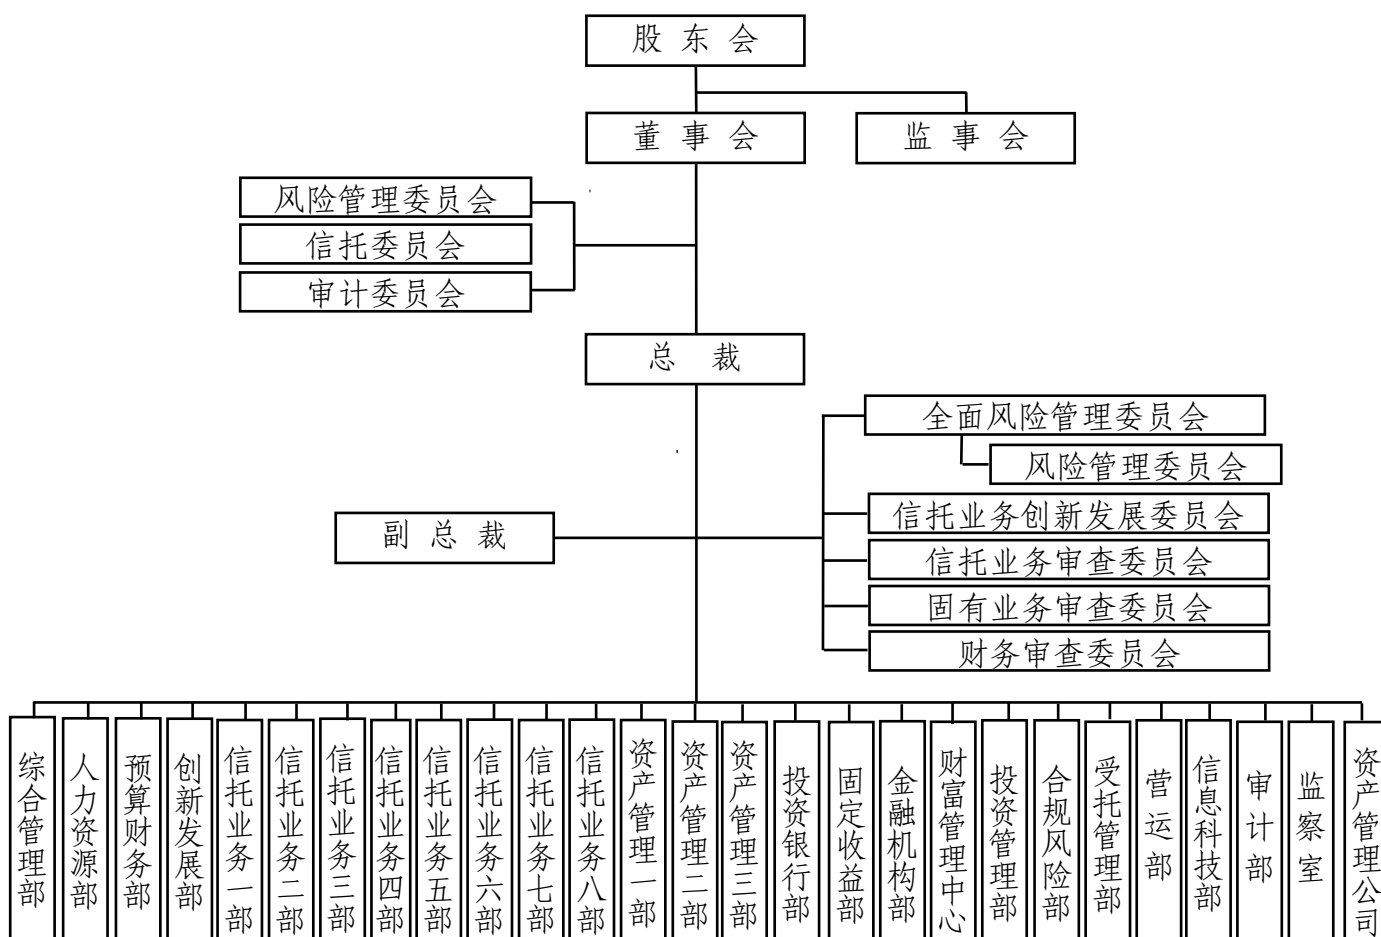 股东会
董事会
监事会
风险管理委员会
信托委员会
审计委员会
总裁
全面风险管理委员会
风险管理委员会
副总裁
信托业务创新发展委员会
信托业务审查委员会
固有业务审查委员会
财务审查委员会
综合管理部
人力资源部
预算财务部
创新发展部
信托业务一部
信托业务二部
信托业务三部
信托业务四部
信托业务五部
信托业务六部
信托业务七部
信托业务八部
资产管理一部
资产管理二部
资产管理三部
投资银行部
固定收益部
金融机构部
财富管理中心
投资管理部
合规风险部
受托管理部
营运部
信息科技部
审计部
监察室
资产管理公司